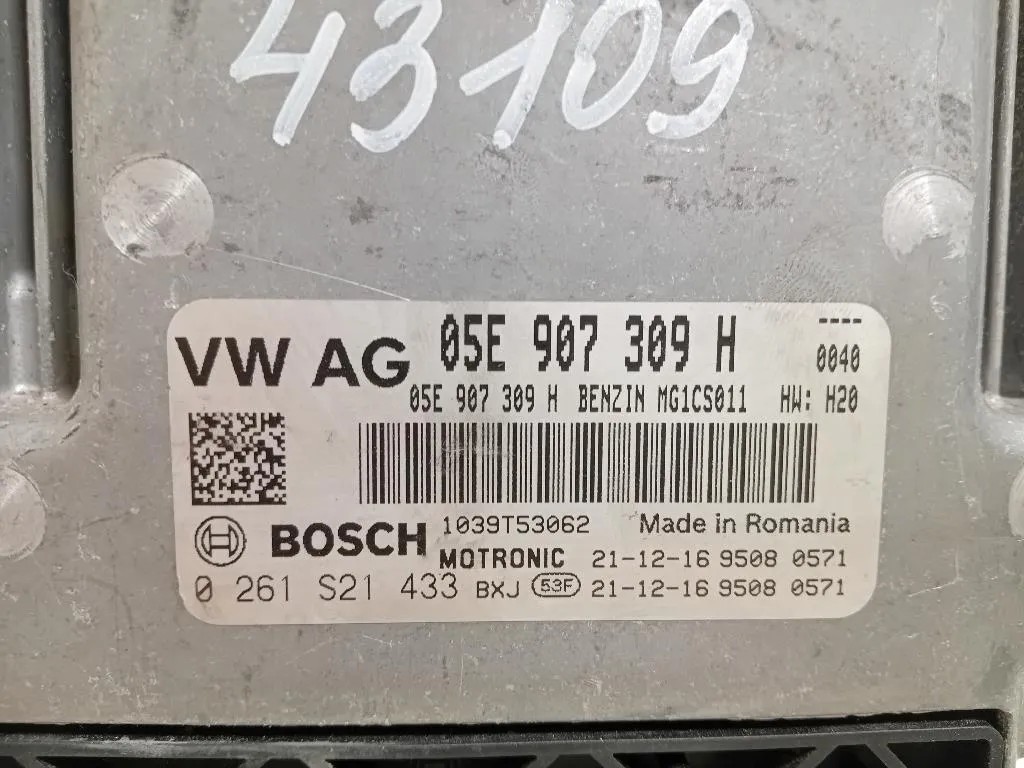 43109
VW AG 05E 907 309 H ----
0040
05E 907 309 H BENZIN MG1CS011 HW: H20
BOSCH 1039T53062 Made in Romania
MOTRONIC 21-12-16 9508 0571
0 261 S21 433 BXJ 53F 21-12-16 9508 0571